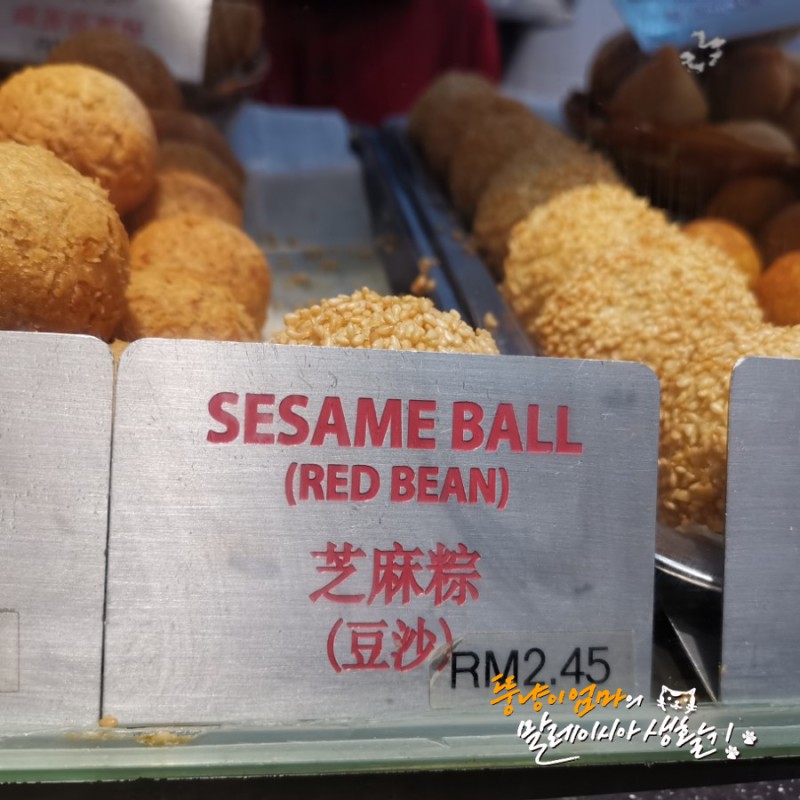 SESAME BALL
(RED BEAN)
芝麻粽
(豆沙)
RM2.45
뚱냥이엄마의
말레이시아 생활기!